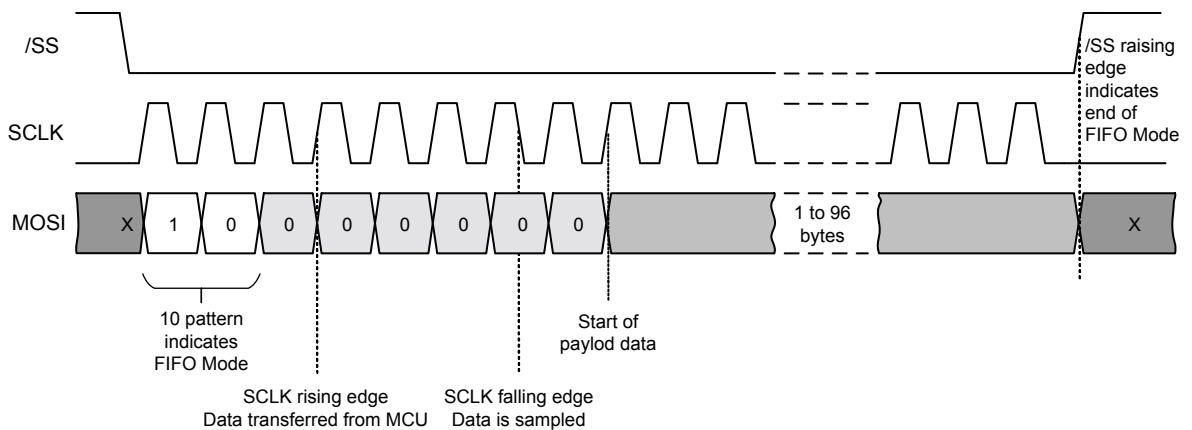 /SS
/SS raising
edge
indicates
end of
FIFO Mode
SCLK
MOSI
X 1 0 0 0 0 0 0 0
1 to 96
bytes
X
10 pattern
indicates
FIFO Mode
Start of
paylod data
SCLK rising edge
Data transferred from MCU
SCLK falling edge
Data is sampled